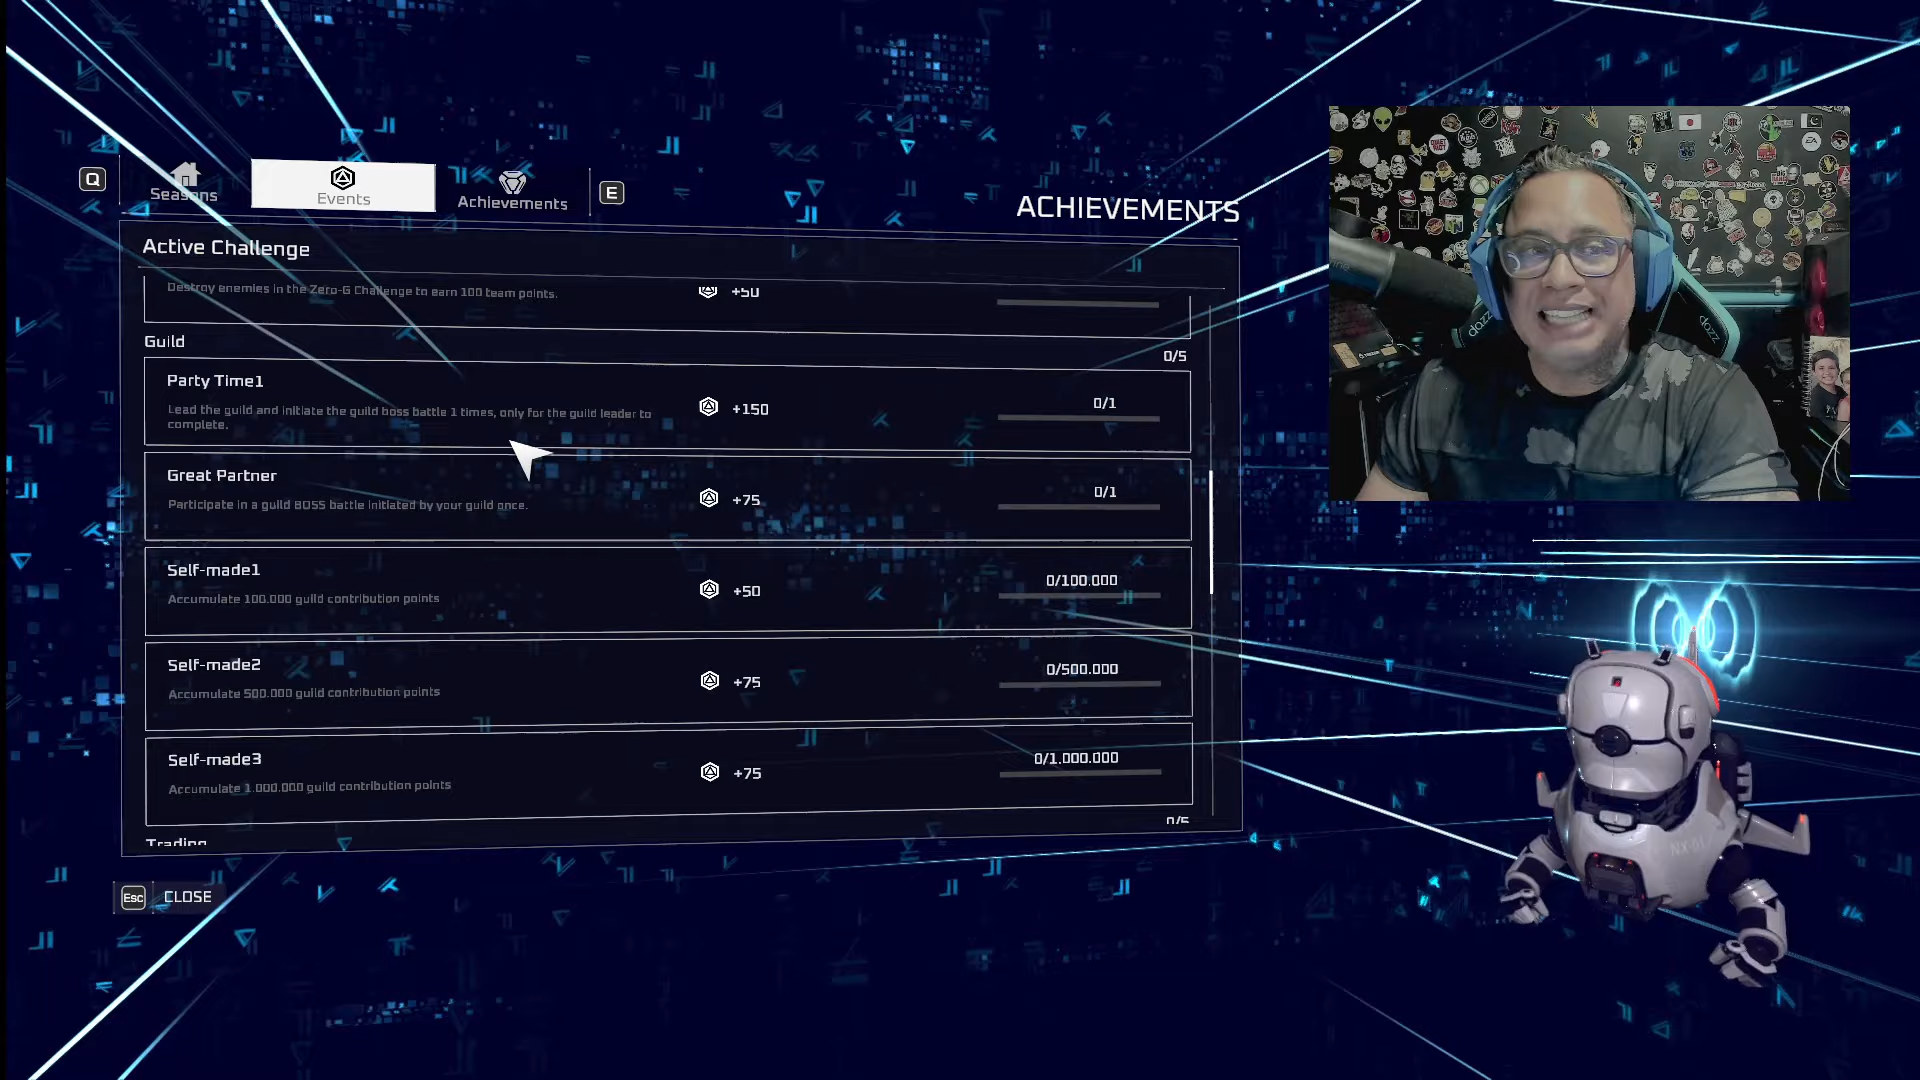 Q
Seasons
Events
Achievements
E
ACHIEVEMENTS
Active Challenge
Destroy enemies in the Zero-G Challenge to earn 100 team points.
+50
Guild
0/5
Party Time1
Lead the guild and initiate the guild boss battle 1 times, only for the guild leader to
complete.
+150
0/1
Great Partner
Participate in a guild BOSS battle initiated by your guild once.
+75
0/1
Self-made1
Accumulate 100.000 guild contribution points
+50
0/100.000
Self-made2
Accumulate 500.000 guild contribution points
+75
0/500.000
Self-made3
Accumulate 1.000.000 guild contribution points
+75
0/1.000.000
Trading
0/5
Esc CLOSE
dazz
dazz
EA